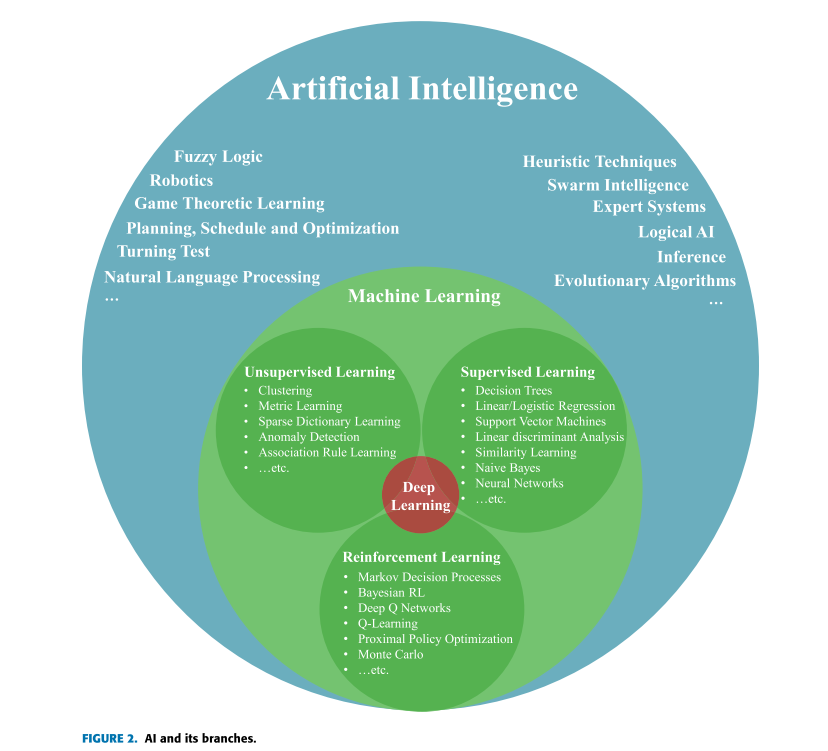 Artificial Intelligence
Fuzzy Logic
Robotics
Game Theoretic Learning
Planning, Schedule and Optimization
Turning Test
Natural Language Processing
…
Heuristic Techniques
Swarm Intelligence
Expert Systems
Logical AI
Inference
Evolutionary Algorithms
…
Machine Learning
Unsupervised Learning
• Clustering
• Metric Learning
• Sparse Dictionary Learning
• Anomaly Detection
• Association Rule Learning
• …etc.
Supervised Learning
• Decision Trees
• Linear/Logistic Regression
• Support Vector Machines
• Linear discriminant Analysis
• Similarity Learning
• Naive Bayes
• Neural Networks
• …etc.
Deep
Learning
Reinforcement Learning
• Markov Decision Processes
• Bayesian RL
• Deep Q Networks
• Q-Learning
• Proximal Policy Optimization
• Monte Carlo
• …etc.
FIGURE 2. AI and its branches.